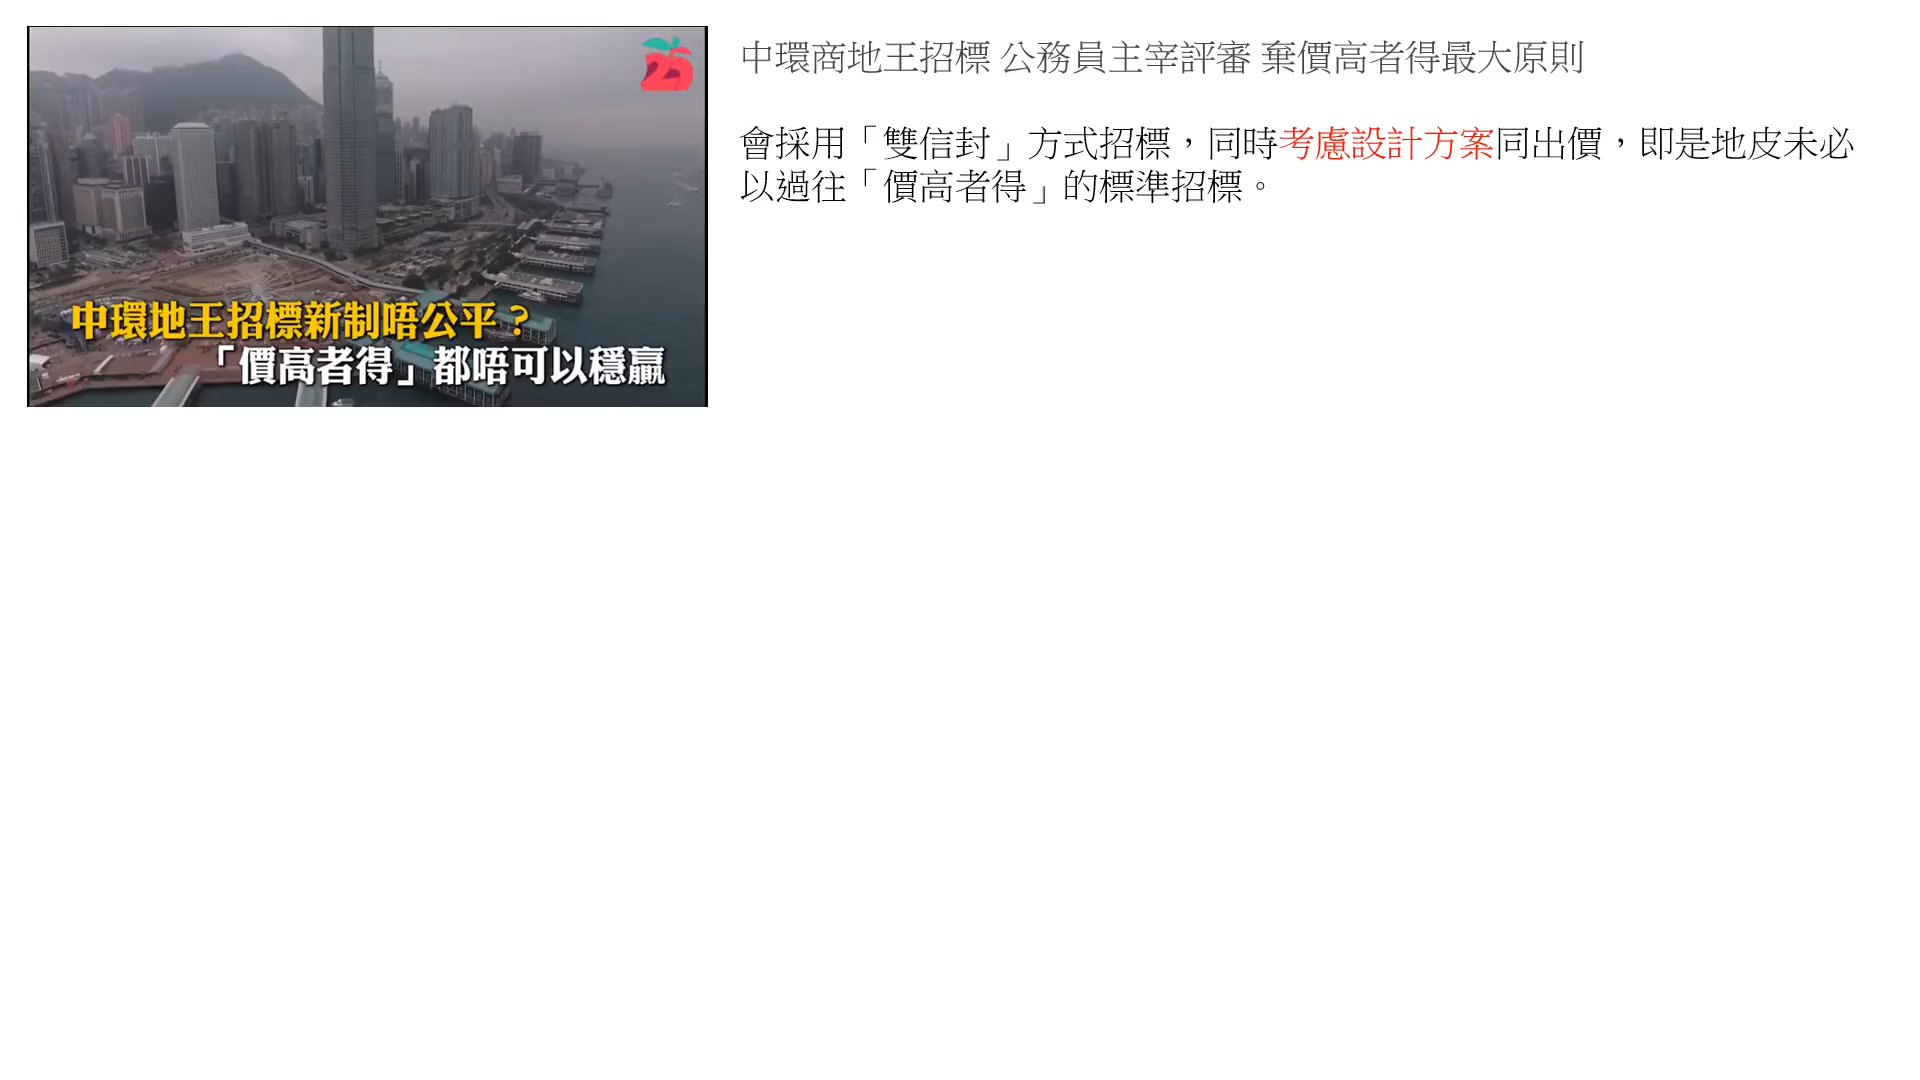 中環商地王招標 公務員主宰評審 棄價高者得最大原則
會採用「雙信封」方式招標，同時考慮設計方案同出價，即是地皮未必
以過往「價高者得」的標準招標。
25
中環地王招標新制唔公平？
「價高者得」都唔可以穩贏